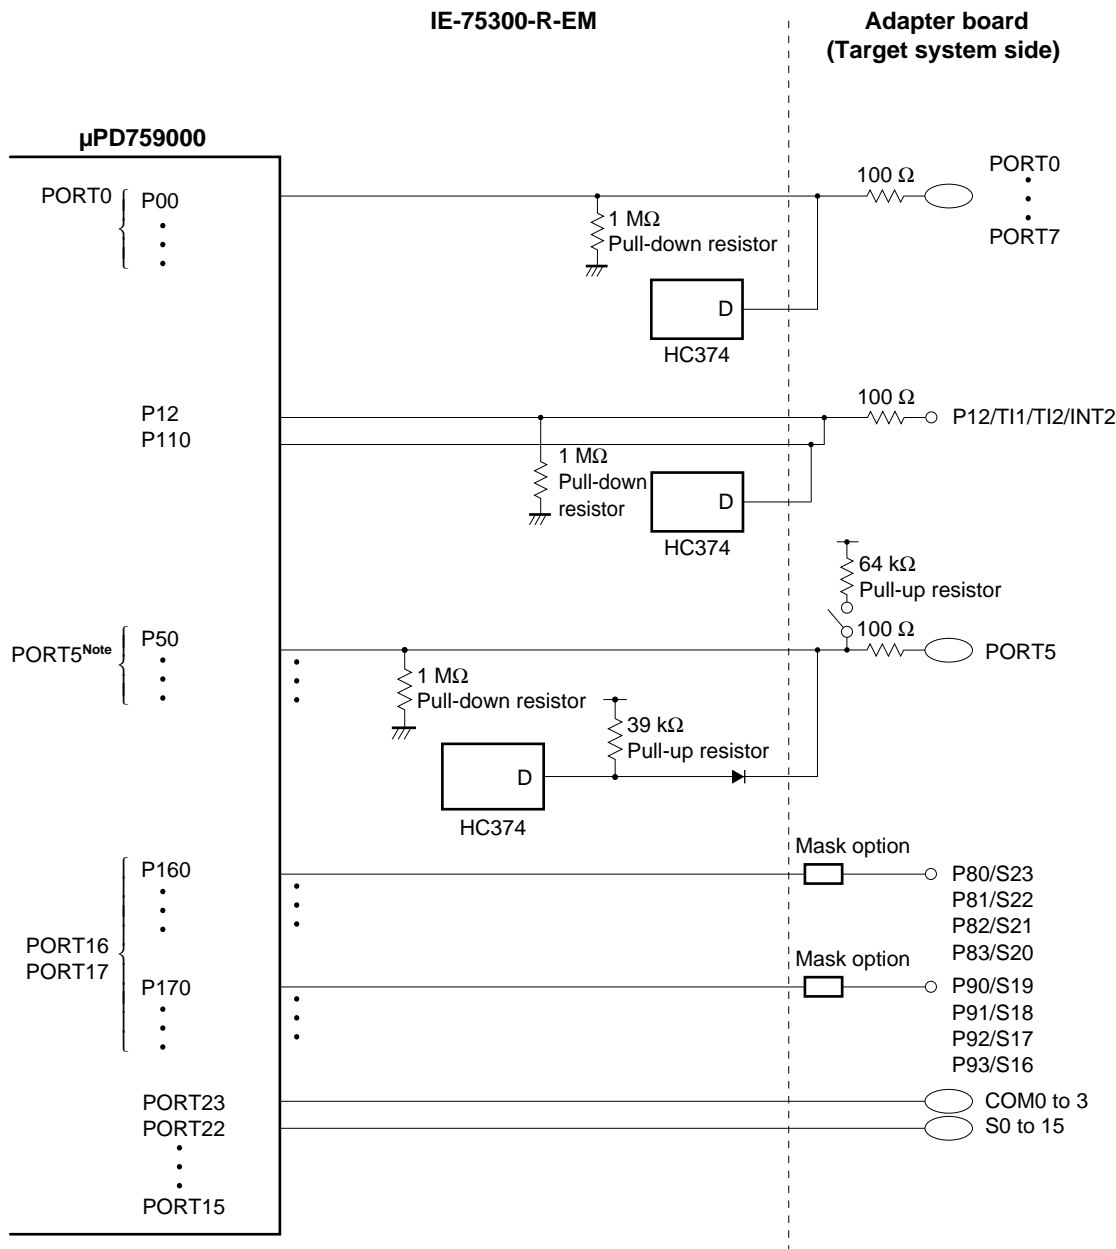 IE-75300-R-EM
Adapter board
(Target system side)
µPD759000
PORT0
P00
1 MΩ
Pull-down resistor
D
HC374
100 Ω
PORT0
PORT7
P12
P110
1 MΩ
Pull-down
resistor
D
HC374
100 Ω
P12/TI1/TI2/INT2
64 kΩ
Pull-up resistor
PORT5Note
P50
1 MΩ
Pull-down resistor
39 kΩ
Pull-up resistor
D
HC374
100 Ω
PORT5
PORT16
PORT17
P160
Mask option
P80/S23
P81/S22
P82/S21
P83/S20
P170
Mask option
P90/S19
P91/S18
P92/S17
P93/S16
PORT23
COM0 to 3
PORT22
S0 to 15
PORT15